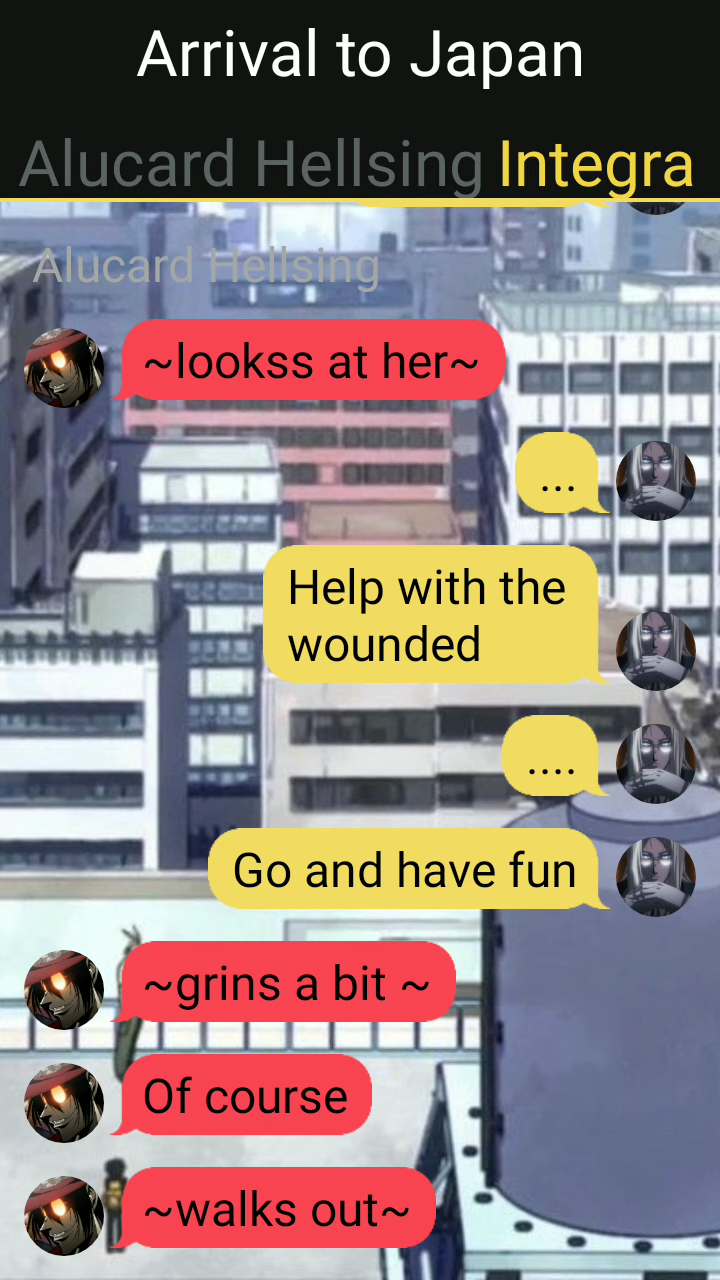 Arrival to Japan
Alucard Hellsing Integra
Alucard Hellsing
~lookss at her~
...
Help with the
wounded
....
Go and have fun
~grins a bit ~
Of course
~walks out~